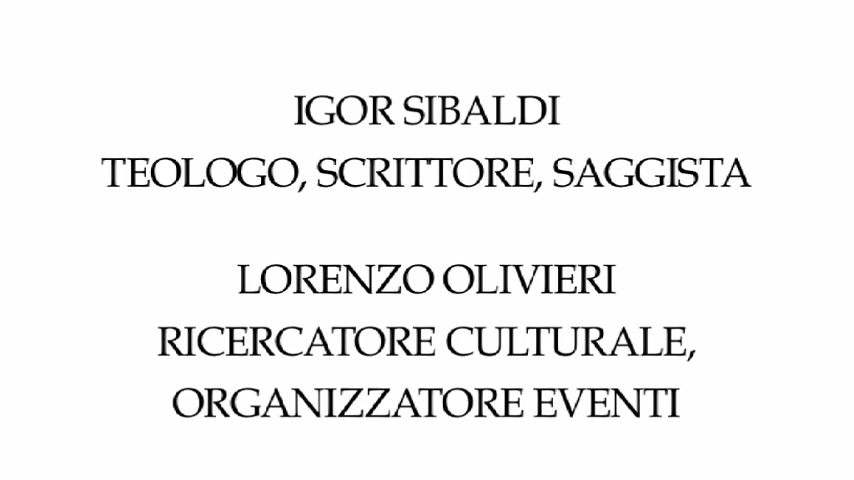 IGOR SIBALDI
TEOLOGO, SCRITTORE, SAGGISTA
LORENZO OLIVIERI
RICERCATORE CULTURALE,
ORGANIZZATORE EVENTI